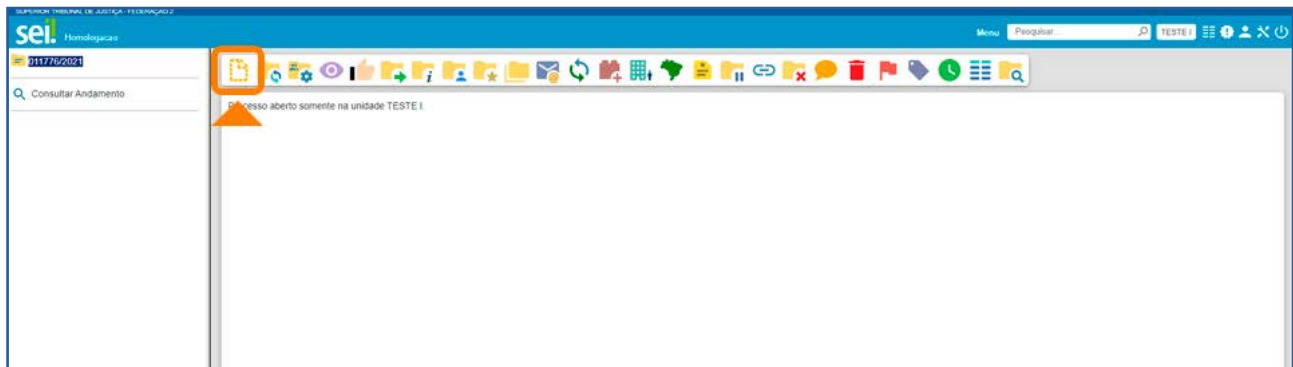 SUPERIOR TRIBUNAL DE JUSTIÇA - FEDERAÇÃO 2
sei! Homologacao
Menu Pesquisar... TESTE I
011776/2021
Consultar Andamento
Processo aberto somente na unidade TESTE I.